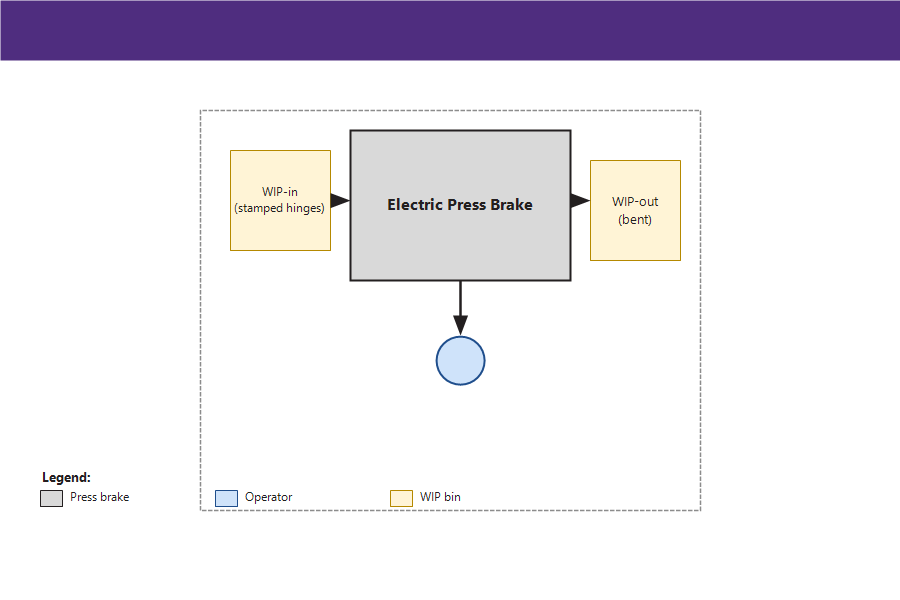 WIP-in
(stamped hinges)
Electric Press Brake
WIP-out
(bent)
Legend:
Press brake
Operator
WIP bin